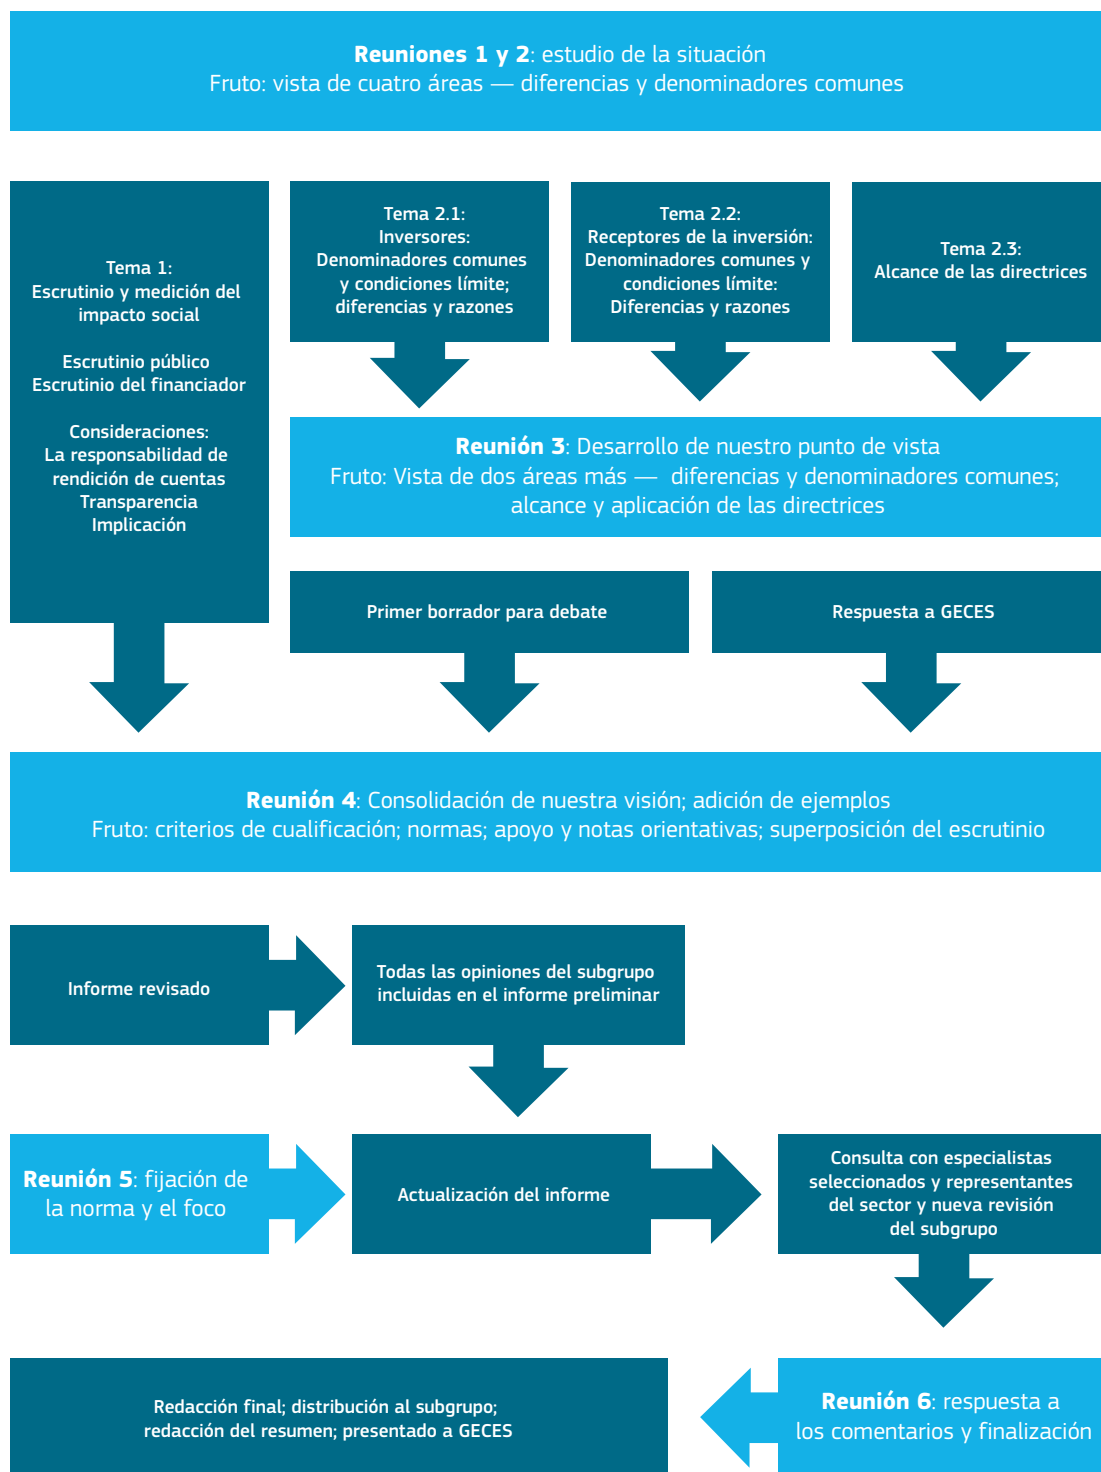 Reuniones 1 y 2: estudio de la situación
Fruto: vista de cuatro áreas — diferencias y denominadores comunes
Tema 1:
Escrutinio y medición del
impacto social
Escrutinio público
Escrutinio del financiador
Consideraciones:
La responsabilidad de
rendición de cuentas
Transparencia
Implicación
Tema 2.1:
Inversores:
Denominadores comunes
y condiciones límite;
diferencias y razones
Tema 2.2:
Receptores de la inversión:
Denominadores comunes y
condiciones límite:
Diferencias y razones
Tema 2.3:
Alcance de las directrices
Reunión 3: Desarrollo de nuestro punto de vista
Fruto: Vista de dos áreas más — diferencias y denominadores comunes;
alcance y aplicación de las directrices
Primer borrador para debate
Respuesta a GECES
Reunión 4: Consolidación de nuestra visión; adición de ejemplos
Fruto: criterios de cualificación; normas; apoyo y notas orientativas; superposición del escrutinio
Informe revisado
Todas las opiniones del subgrupo
incluidas en el informe preliminar
Reunión 5: fijación de
la norma y el foco
Actualización del informe
Consulta con especialistas
seleccionados y representantes
del sector y nueva revisión
del subgrupo
Redacción final; distribución al subgrupo;
redacción del resumen; presentado a GECES
Reunión 6: respuesta a
los comentarios y finalización